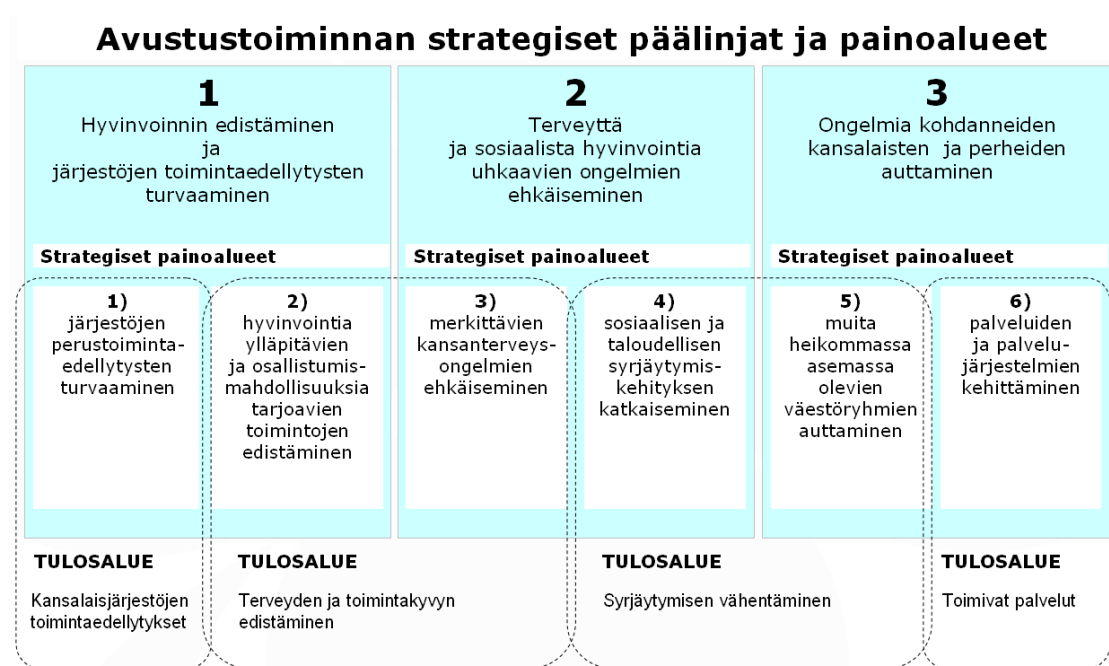 Avustustoiminnan strategiset päälinjat ja painoalueet
1
Hyvinvoinnin edistäminen
ja
järjestöjen toimintaedellytysten
turvaaminen
Strategiset painoalueet
2
Terveyttä
ja sosiaalista hyvinvointia
uhkaavien ongelmien
ehkäiseminen
Strategiset painoalueet
3
Ongelmia kohdanneiden
kansalaisten ja perheiden
auttaminen
Strategiset painoalueet
1)
järjestöjen
perustoiminta-
edellytysten
turvaaminen
2)
hyvinvointia
ylläpitävien
ja osallistumis-
mahdollisuuksia
tarjoavien
toimintojen
edistäminen
3)
merkittävien
kansanterveys-
ongelmien
ehkäiseminen
4)
sosiaalisen ja
taloudellisen
syrjäytymis-
kehityksen
katkaiseminen
5)
muita
heikommassa
asemassa
olevien
väestöryhmien
auttaminen
6)
palveluiden
ja palvelu-
järjestelmien
kehittäminen
TULOSALUE
Kansalaisjärjestöjen
toimintaedellytykset
TULOSALUE
Terveyden ja toimintakyvyn
edistäminen
TULOSALUE
Syrjäytymisen vähentäminen
TULOSALUE
Toimivat palvelut